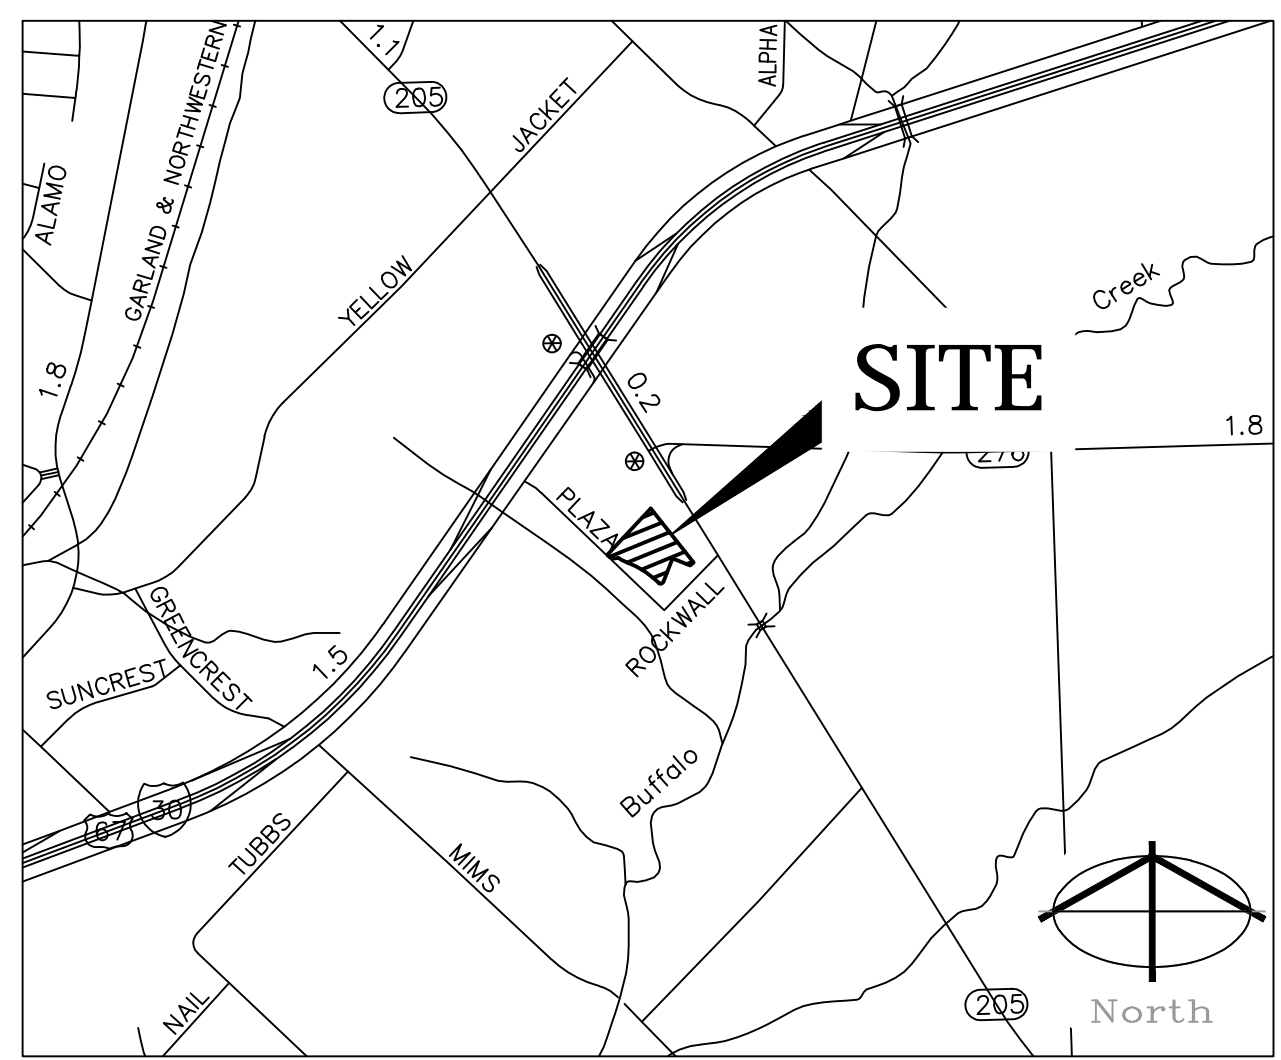 1.1
205
ALPHA
JACKET
GARLAND & NORTHWESTERN
ALAMO
YELLOW
Creek
SITE
1.8
0.2
1.8
276
PLAZA
GREENCREST
ROCKWALL
1.5
SUNCREST
Buffalo
30
67
TUBBS
MIMS
NAIL
205
North